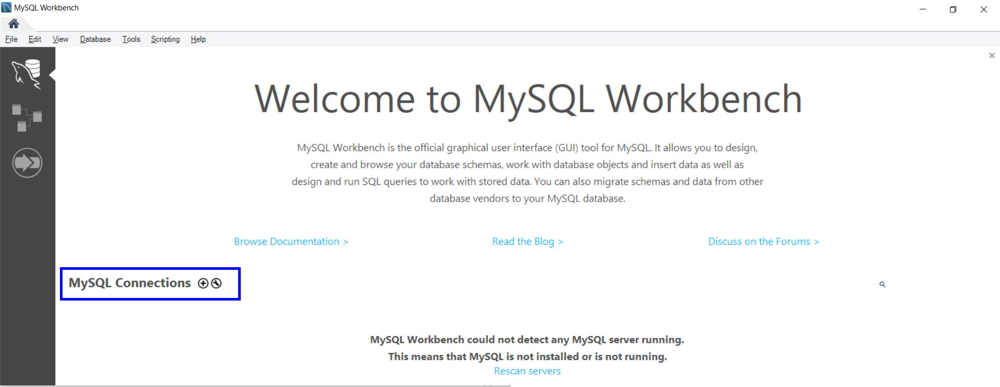 MySQL Workbench
File Edit View Database Tools Scripting Help
Welcome to MySQL Workbench
MySQL Workbench is the official graphical user interface (GUI) tool for MySQL. It allows you to design,
create and browse your database schemas, work with database objects and insert data as well as
design and run SQL queries to work with stored data. You can also migrate schemas and data from other
database vendors to your MySQL database.
Browse Documentation > Read the Blog > Discuss on the Forums >
MySQL Connections
MySQL Workbench could not detect any MySQL server running.
This means that MySQL is not installed or is not running.
Rescan servers